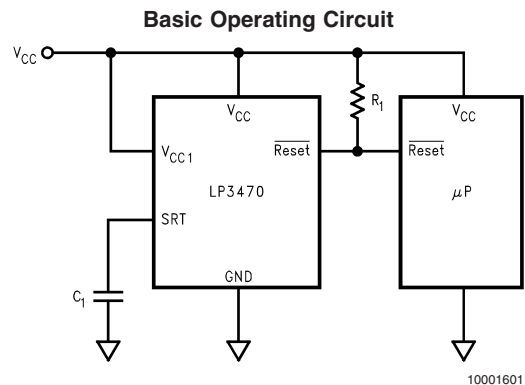 Basic Operating Circuit
VCC
VCC
R1
VCC
VCC1
Reset
Reset
LP3470
μP
SRT
GND
C1
10001601